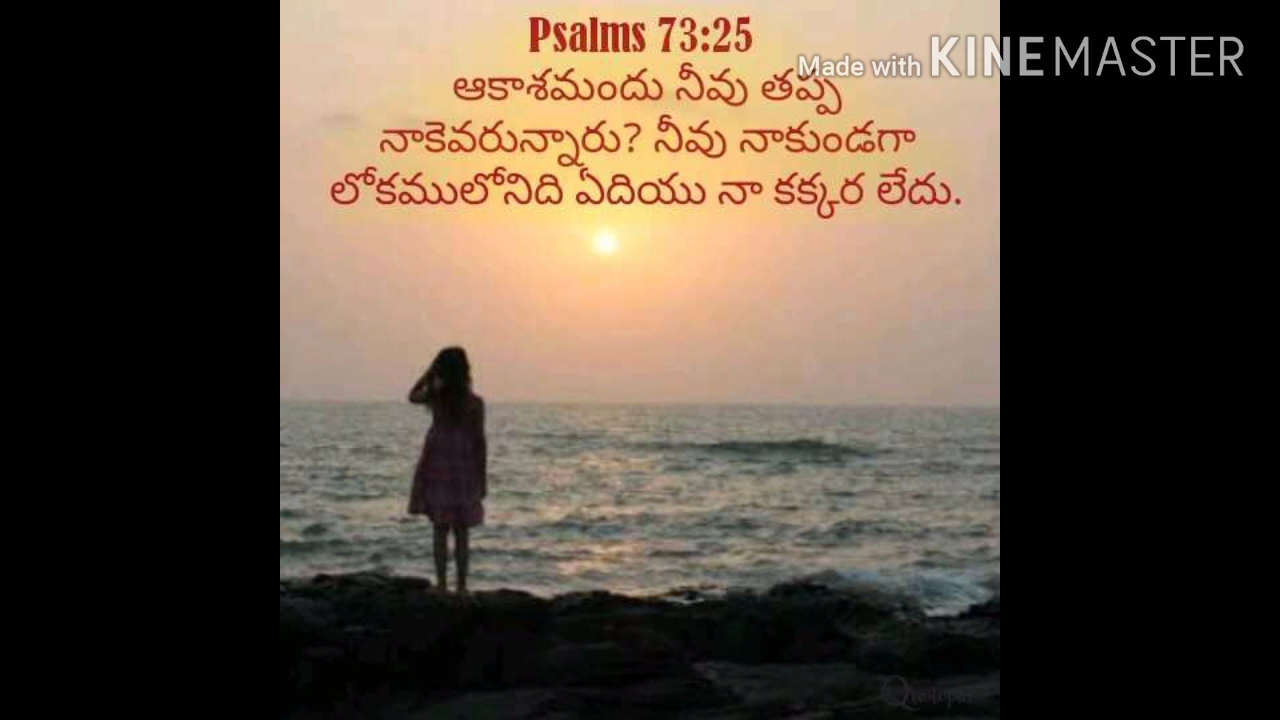 Psalms 73:25
Made with KINEMASTER
ఆకాశమందు నీవు తప్ప
నాకెవరున్నారు? నీవు నాకుండగా
లోకములోనిది ఏదియు నా కక్కర లేదు.